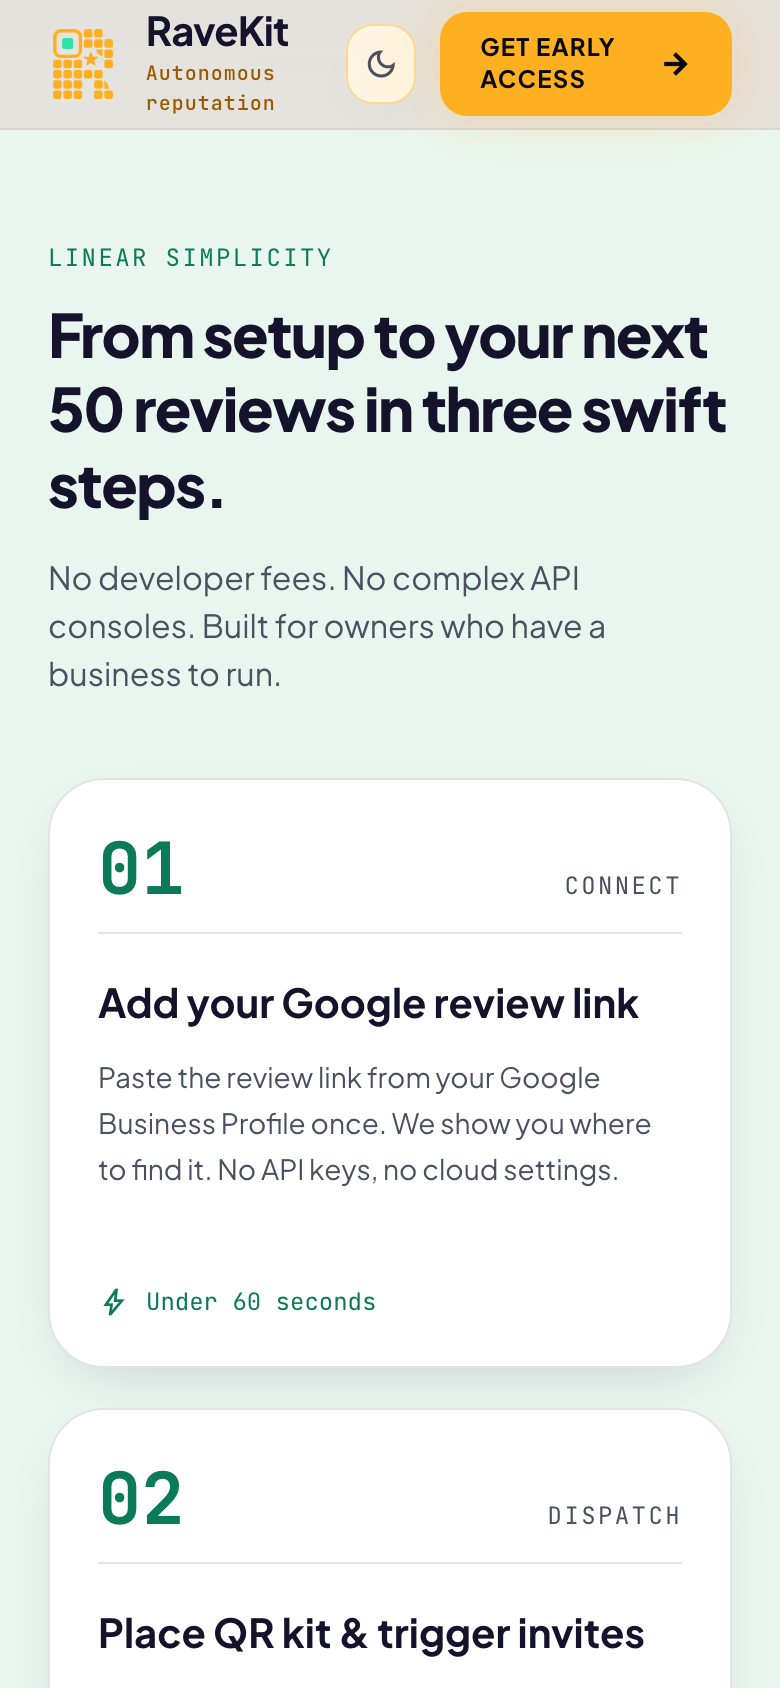 RaveKit
Autonomous
reputation
GET EARLY
ACCESS
LINEAR SIMPLICITY
From setup to your next
50 reviews in three swift
steps.
No developer fees. No complex API
consoles. Built for owners who have a
business to run.
01
CONNECT
Add your Google review link
Paste the review link from your Google
Business Profile once. We show you where
to find it. No API keys, no cloud settings.
Under 60 seconds
02
DISPATCH
Place QR kit & trigger invites